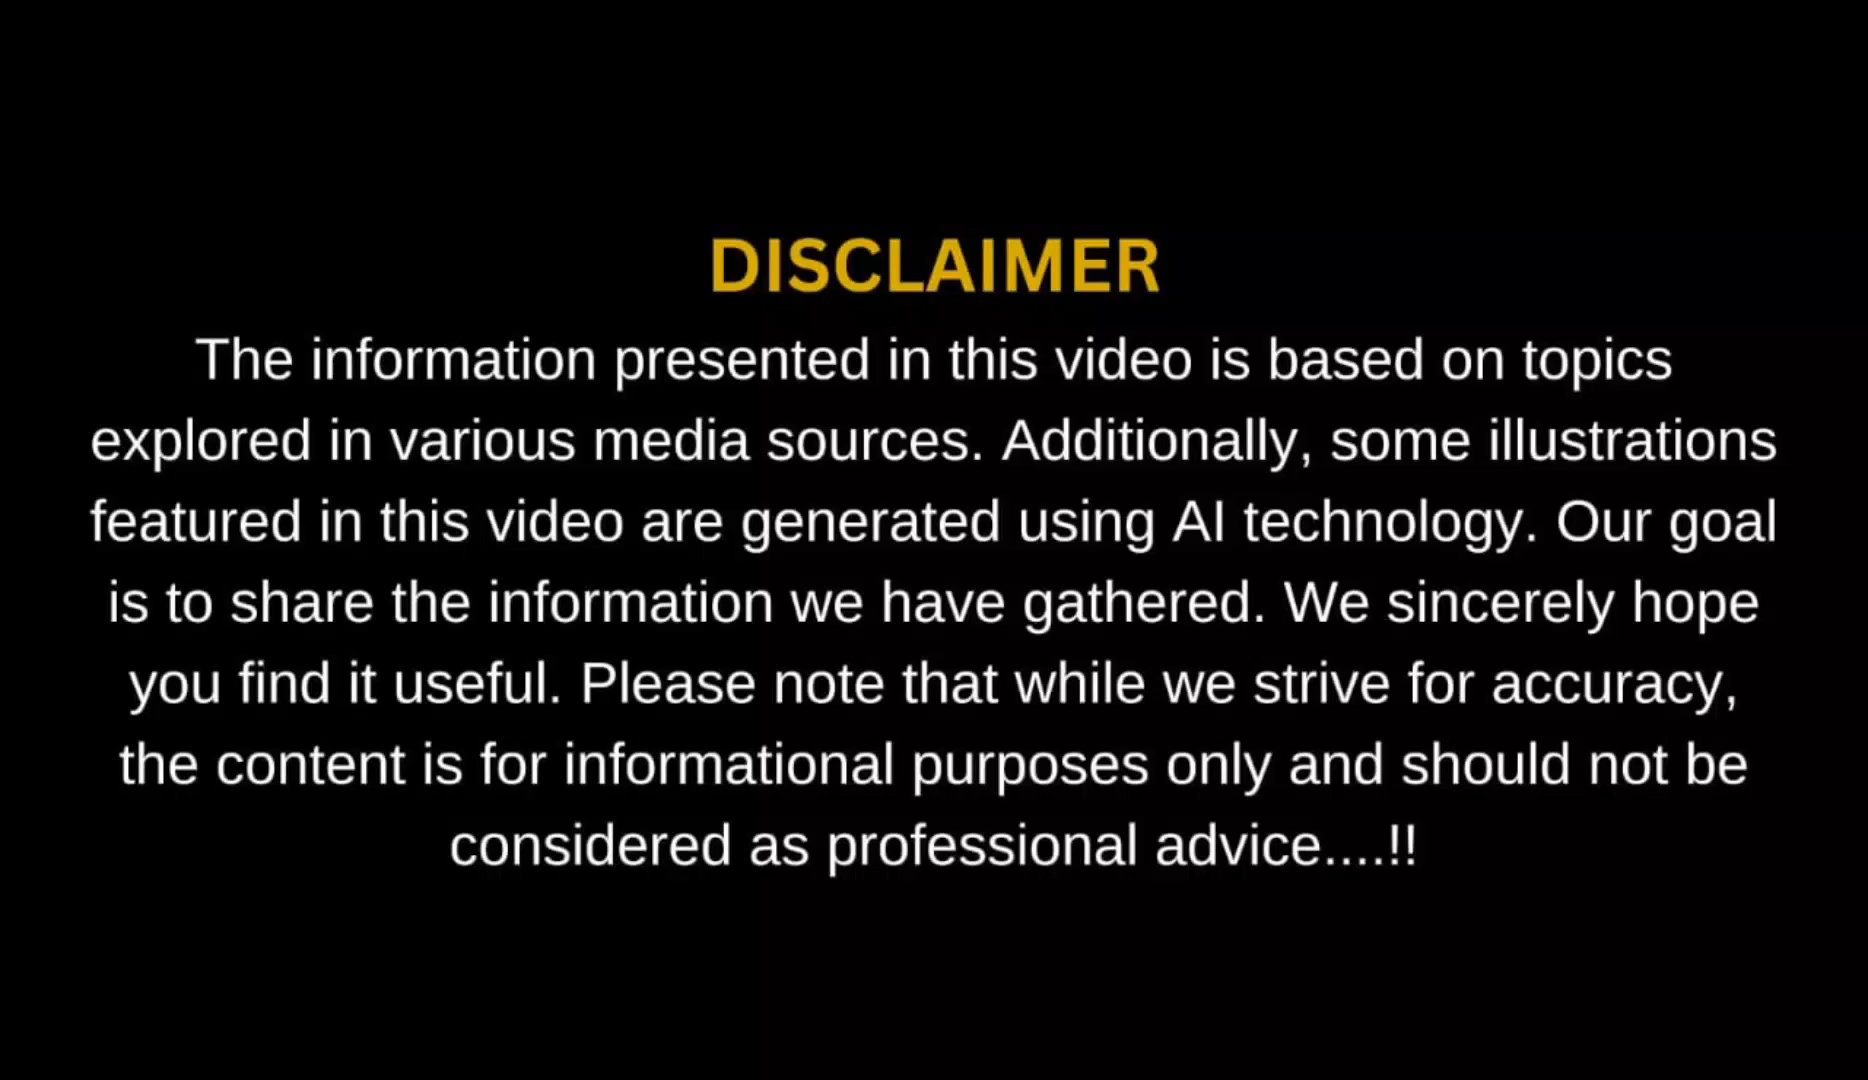 DISCLAIMER
The information presented in this video is based on topics
explored in various media sources. Additionally, some illustrations
featured in this video are generated using AI technology. Our goal
is to share the information we have gathered. We sincerely hope
you find it useful. Please note that while we strive for accuracy,
the content is for informational purposes only and should not be
considered as professional advice....!!